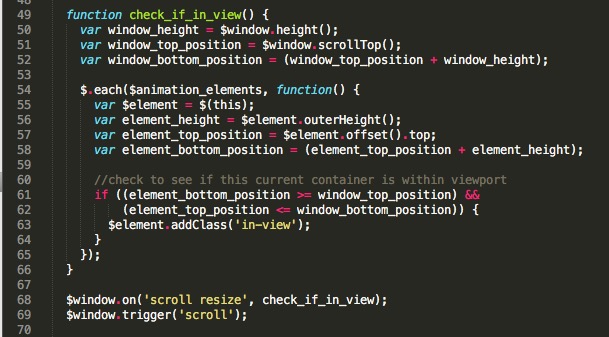 49 function check_if_in_view() {
50 var window_height = $window.height();
51 var window_top_position = $window.scrollTop();
52 var window_bottom_position = (window_top_position + window_height);
53
54 $.each($animation_elements, function() {
55 var $element = $(this);
56 var element_height = $element.outerHeight();
57 var element_top_position = $element.offset().top;
58 var element_bottom_position = (element_top_position + element_height);
59
60 //check to see if this current container is within viewport
61 if ((element_bottom_position >= window_top_position) &&
62 (element_top_position <= window_bottom_position)) {
63 $element.addClass('in-view');
64 }
65 });
66 }
67
68 $window.on('scroll resize', check_if_in_view);
69 $window.trigger('scroll');
70